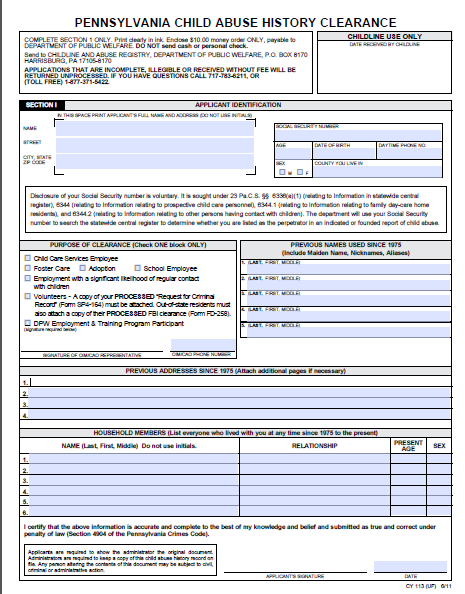 PENNSYLVANIA CHILD ABUSE HISTORY CLEARANCE
COMPLETE SECTION 1 ONLY. Print clearly in ink. Enclose $10.00 money order ONLY, payable to
DEPARTMENT OF PUBLIC WELFARE. DO NOT send cash or personal check.
Send to CHILDLINE AND ABUSE REGISTRY, DEPARTMENT OF PUBLIC WELFARE, P.O. BOX 8170
HARRISBURG, PA 17105-8170
APPLICATIONS THAT ARE INCOMPLETE, ILLEGIBLE OR RECEIVED WITHOUT FEE WILL BE
RETURNED UNPROCESSED. IF YOU HAVE QUESTIONS CALL 717-783-6211, OR
(TOLL FREE) 1-877-371-5422.
CHILDLINE USE ONLY
DATE RECEIVED BY CHILDLINE
SECTION I
APPLICANT IDENTIFICATION
IN THIS SPACE PRINT APPLICANT'S FULL NAME AND ADDRESS (DO NOT USE INITIALS)
NAME
STREET
CITY, STATE
ZIP CODE
SOCIAL SECURITY NUMBER
AGE
DATE OF BIRTH
DAYTIME PHONE NO.
SEX
M F
COUNTY YOU LIVE IN
Disclosure of your Social Security number is voluntary. It is sought under 23 Pa.C.S. §§ 6336(a)(1) (relating to information in statewide central
register), 6344 (relating to information relating to prospective child care personnel), 6344.1 (relating to information relating to family day-care home
residents), and 6344.2 (relating to information relating to other persons having contact with children). The department will use your Social Security
number to search the statewide central register to determine whether you are listed as the perpetrator in an indicated or founded report of child abuse.
PURPOSE OF CLEARANCE (Check ONE block ONLY)
Child Care Services Employee
Foster Care Adoption School Employee
Employment with a significant likelihood of regular contact
with children
Volunteers - A copy of your PROCESSED "Request for Criminal
Record" (Form SP4-164) must be attached. Out-of-state residents must
also attach a copy of their PROCESSED FBI clearance (Form FD-258).
DPW Employment & Training Program Participant
(signature required below)
SIGNATURE OF OIM/CAO REPRESENTATIVE
OIM/CAO PHONE NUMBER
PREVIOUS NAMES USED SINCE 1975
(Include Maiden Name, Nicknames, Aliases)
1. (LAST, FIRST, MIDDLE)
2. (LAST, FIRST, MIDDLE)
3. (LAST, FIRST, MIDDLE)
4. (LAST, FIRST, MIDDLE)
5. (LAST, FIRST, MIDDLE)
PREVIOUS ADDRESSES SINCE 1975 (Attach additional pages if necessary)
1.
2.
3.
4.
HOUSEHOLD MEMBERS (List everyone who lived with you at any time since 1975 to the present)
NAME (Last, First, Middle) Do not use initials.
RELATIONSHIP
PRESENT
AGE
SEX
1.
2.
3.
4.
5.
6.
I certify that the above information is accurate and complete to the best of my knowledge and belief and submitted as true and correct under
penalty of law (Section 4904 of the Pennsylvania Crimes Code).
Applicants are required to show the administrator the original document.
Administrators are required to keep a copy of this child abuse history record on
file. Any person altering the contents of this document may be subject to civil,
criminal or administrative action.
APPLICANT'S SIGNATURE
DATE
CY 113 (UF) 6/11